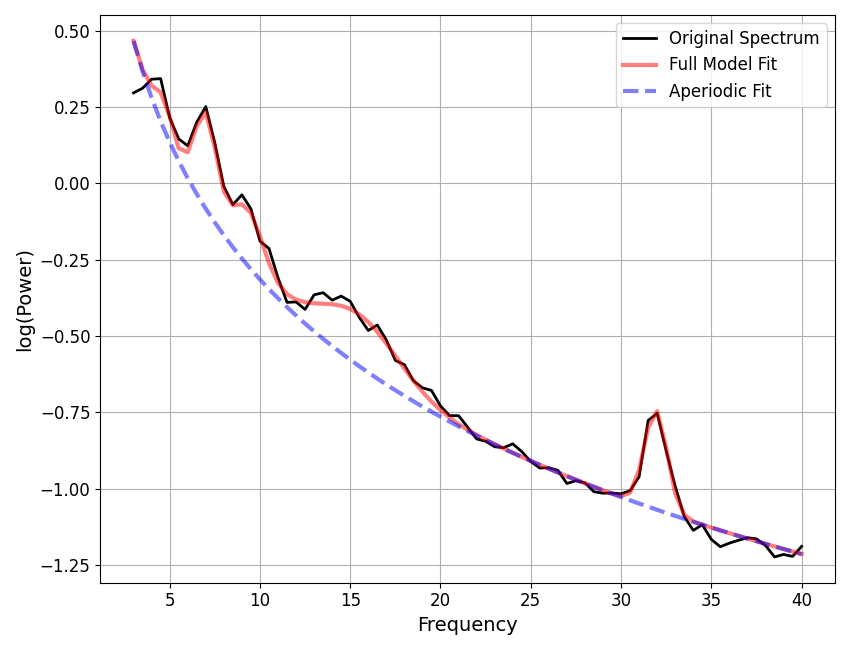 Original Spectrum
Full Model Fit
Aperiodic Fit
log(Power)
0.50
0.25
0.00
−0.25
−0.50
−0.75
−1.00
−1.25
5 10 15 20 25 30 35 40
Frequency